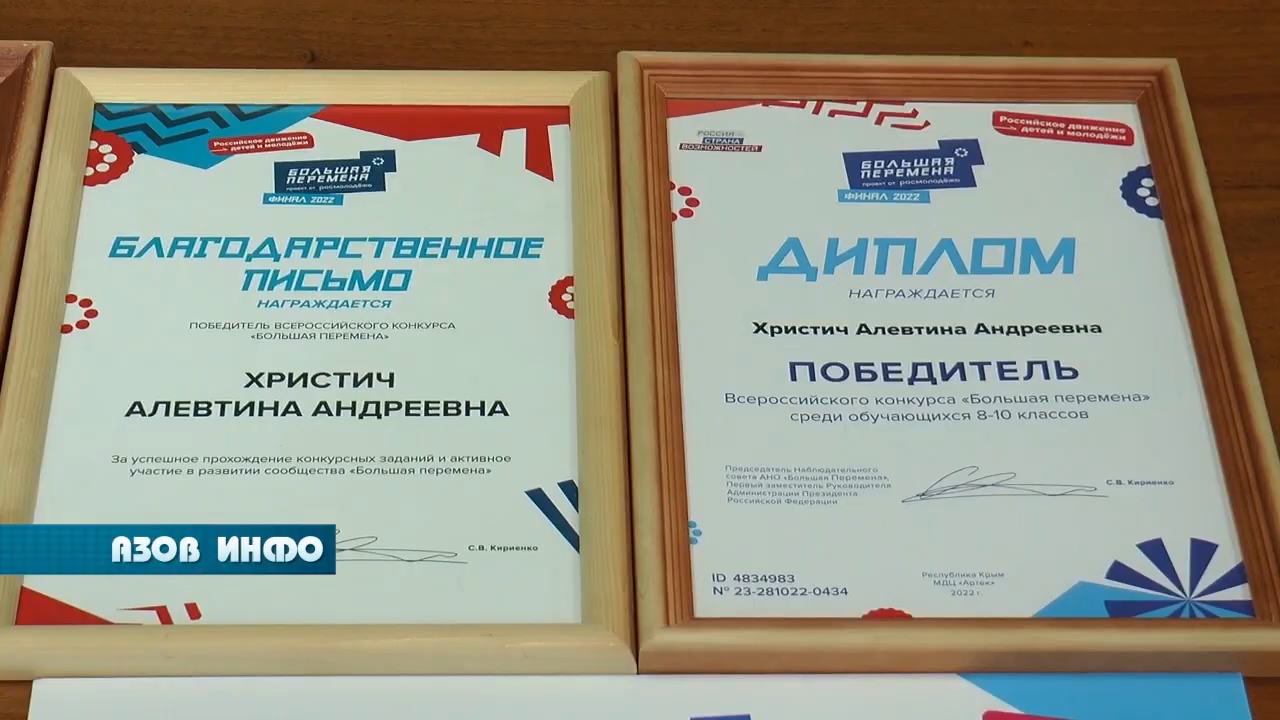 Российское движение
детей и молодёжи
БОЛЬШАЯ
ПЕРЕМЕНА
проект от росмолодёжь
ФИНАЛ 2022
БЛАГОДАРСТВЕННОЕ
ПИСЬМО
НАГРАЖДАЕТСЯ
ПОБЕДИТЕЛЬ ВСЕРОССИЙСКОГО КОНКУРСА
«БОЛЬШАЯ ПЕРЕМЕНА»
ХРИСТИЧ
АЛЕВТИНА АНДРЕЕВНА
За успешное прохождение конкурсных заданий и активное
участие в развитии сообщества «Большая перемена»
С.В. Кириенко
АЗОВ ИНФО
РОССИЯ –
СТРАНА
ВОЗМОЖНОСТЕЙ
Российское движение
детей и молодёжи
БОЛЬШАЯ
ПЕРЕМЕНА
проект от росмолодёжь
ФИНАЛ 2022
ДИПЛОМ
НАГРАЖДАЕТСЯ
Христич Алевтина Андреевна
ПОБЕДИТЕЛЬ
Всероссийского конкурса «Большая перемена»
среди обучающихся 8-10 классов
Председатель Наблюдательного
совета АНО «Большая Перемена»,
Первый заместитель Руководителя
Администрации Президента
Российской Федерации
С.В. Кириенко
ID 4834983
№ 23-281022-0434
Республика Крым
МДЦ «Артек»
2022 г.